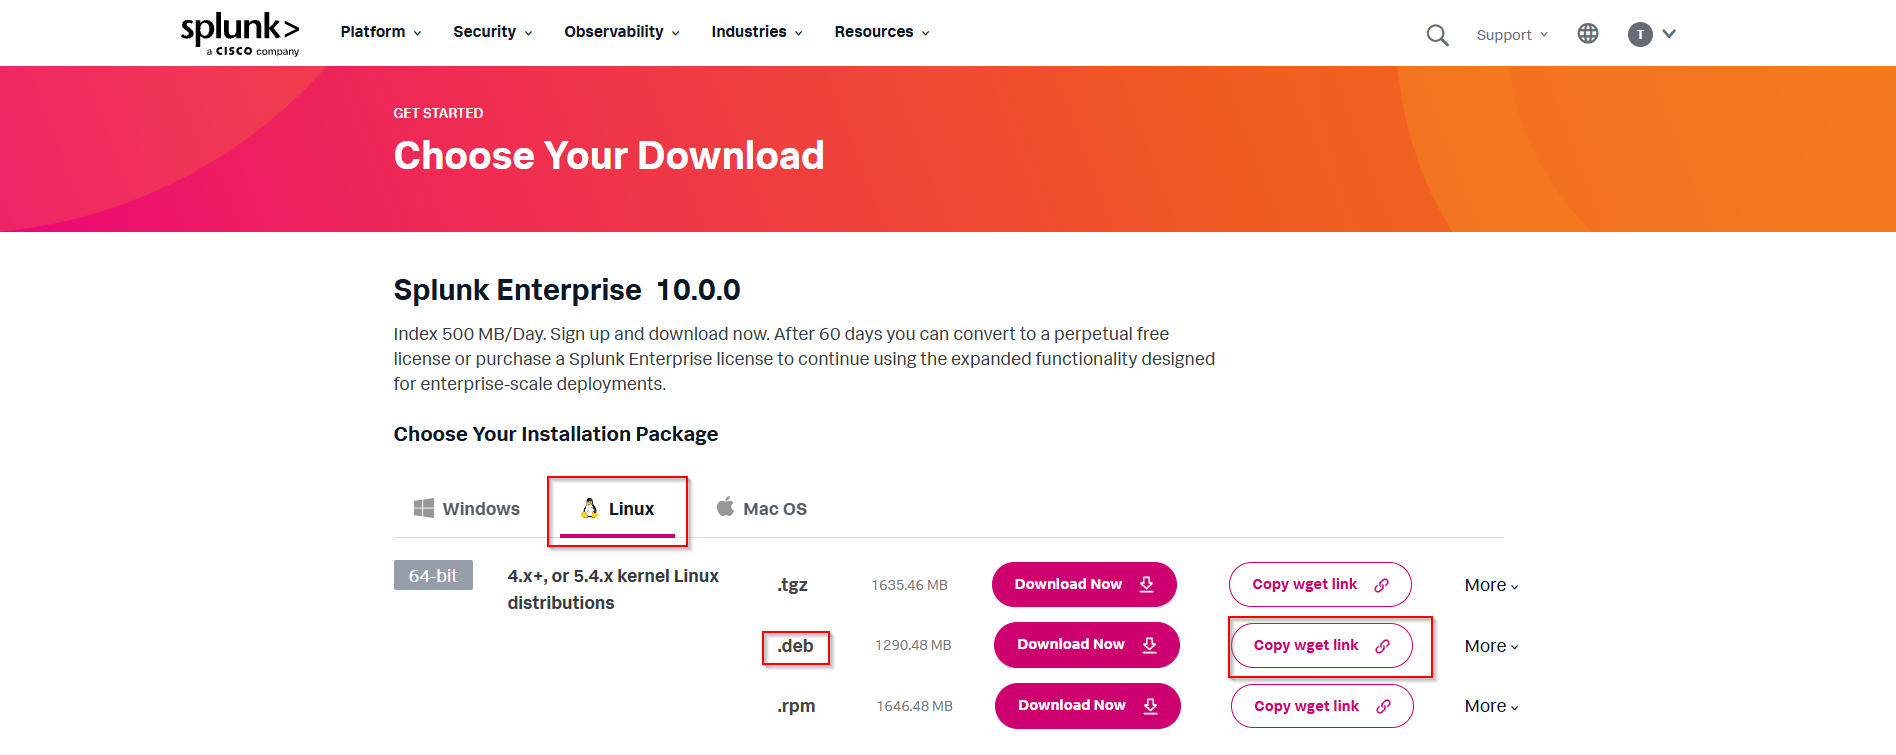 splunk>
a CISCO company
Platform Security Observability Industries Resources
Support
T
GET STARTED
Choose Your Download
Splunk Enterprise 10.0.0
Index 500 MB/Day. Sign up and download now. After 60 days you can convert to a perpetual free
license or purchase a Splunk Enterprise license to continue using the expanded functionality designed
for enterprise-scale deployments.
Choose Your Installation Package
Windows Linux Mac OS
64-bit
4.x+, or 5.4.x kernel Linux
distributions
.tgz 1635.46 MB Download Now Copy wget link More
.deb 1290.48 MB Download Now Copy wget link More
.rpm 1646.48 MB Download Now Copy wget link More